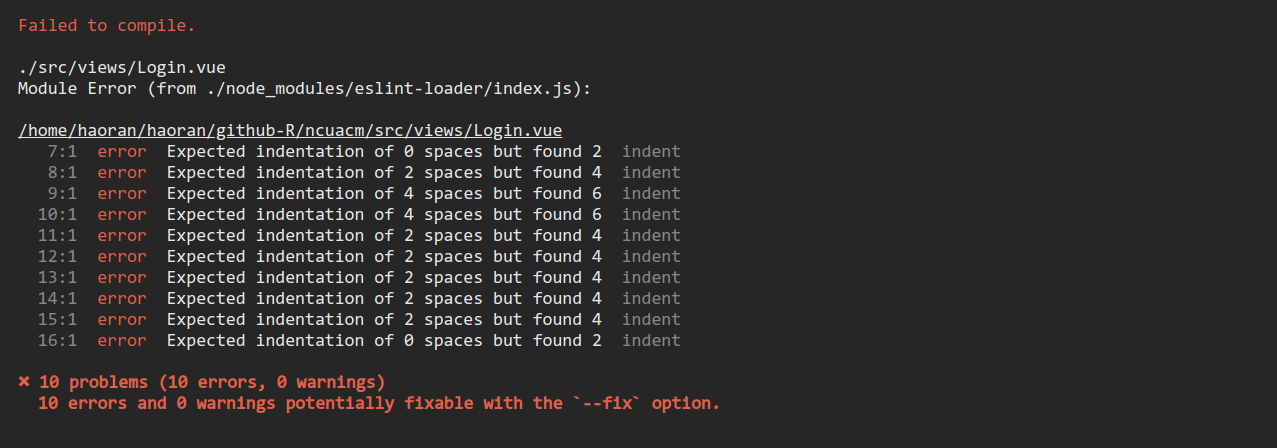 Failed to compile.
./src/views/Login.vue
Module Error (from ./node_modules/eslint-loader/index.js):
/home/haoran/haoran/github-R/ncuacm/src/views/Login.vue
7:1  error  Expected indentation of 0 spaces but found 2  indent
8:1  error  Expected indentation of 2 spaces but found 4  indent
9:1  error  Expected indentation of 4 spaces but found 6  indent
10:1  error  Expected indentation of 4 spaces but found 6  indent
11:1  error  Expected indentation of 2 spaces but found 4  indent
12:1  error  Expected indentation of 2 spaces but found 4  indent
13:1  error  Expected indentation of 2 spaces but found 4  indent
14:1  error  Expected indentation of 2 spaces but found 4  indent
15:1  error  Expected indentation of 2 spaces but found 4  indent
16:1  error  Expected indentation of 0 spaces but found 2  indent
✖ 10 problems (10 errors, 0 warnings)
10 errors and 0 warnings potentially fixable with the `--fix` option.